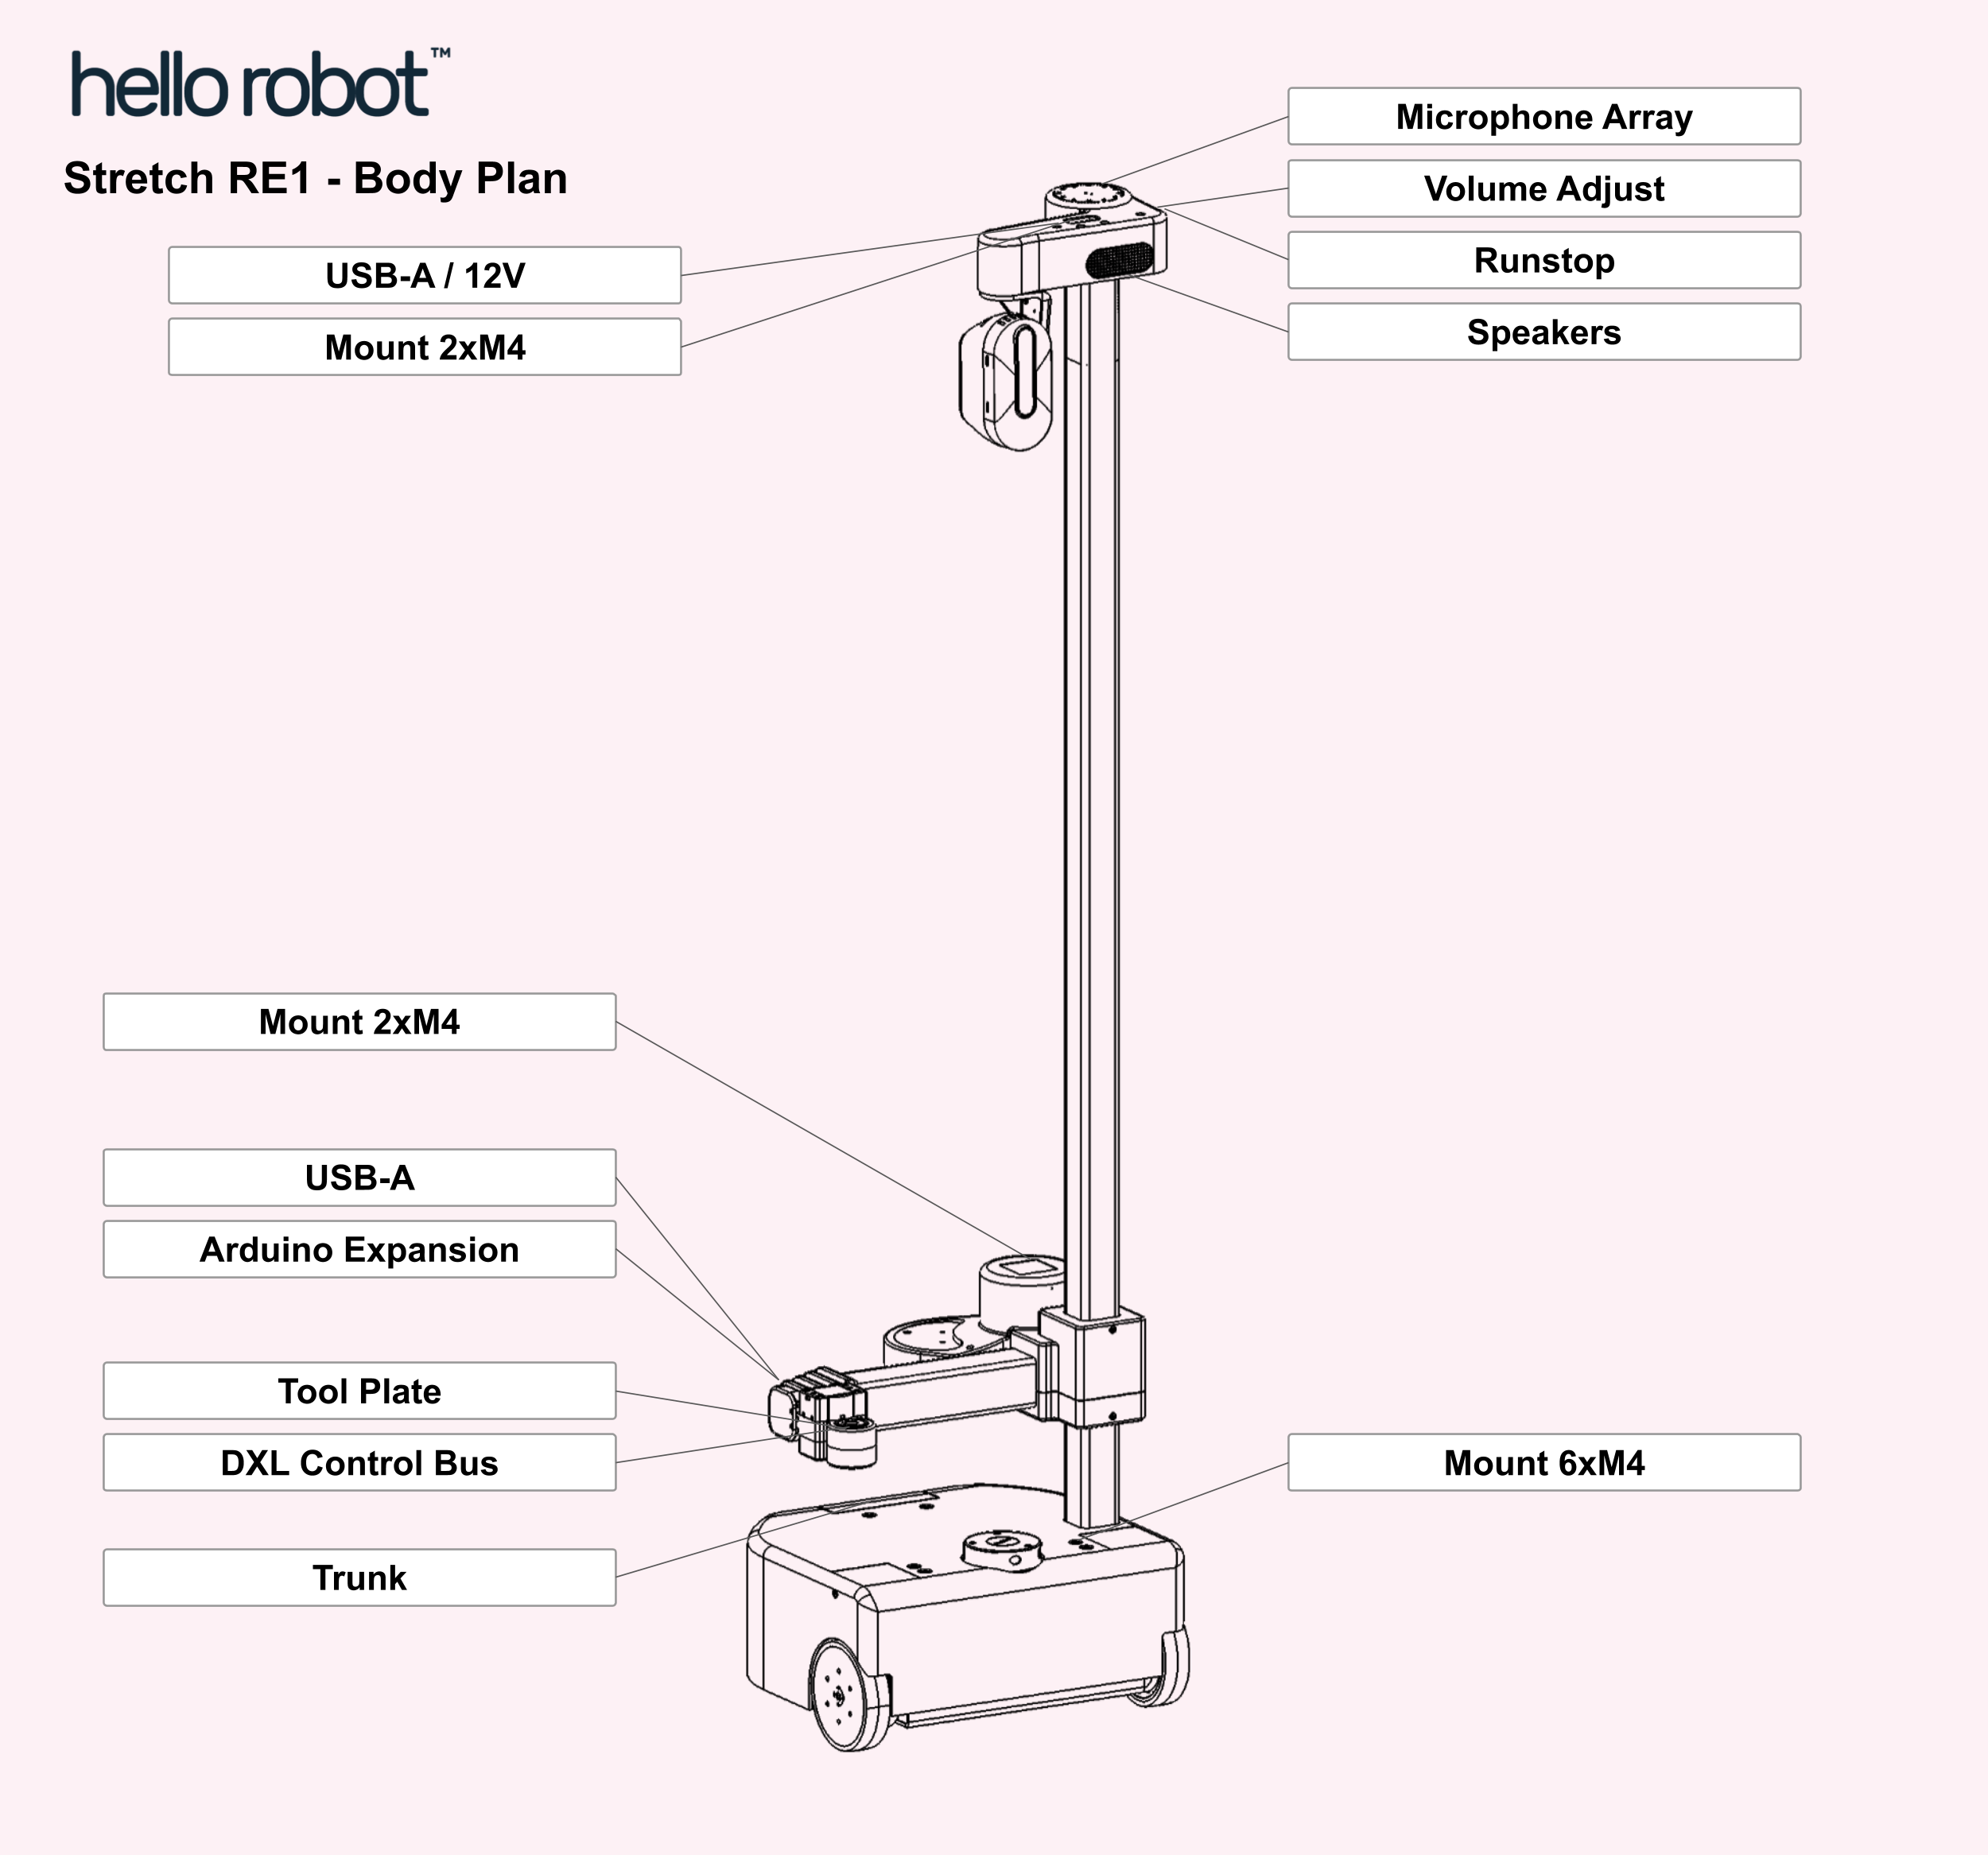 hello robot™
Stretch RE1 - Body Plan
Microphone Array
Volume Adjust
Runstop
Speakers
USB-A / 12V
Mount 2xM4
Mount 2xM4
USB-A
Arduino Expansion
Tool Plate
DXL Control Bus
Trunk
Mount 6xM4